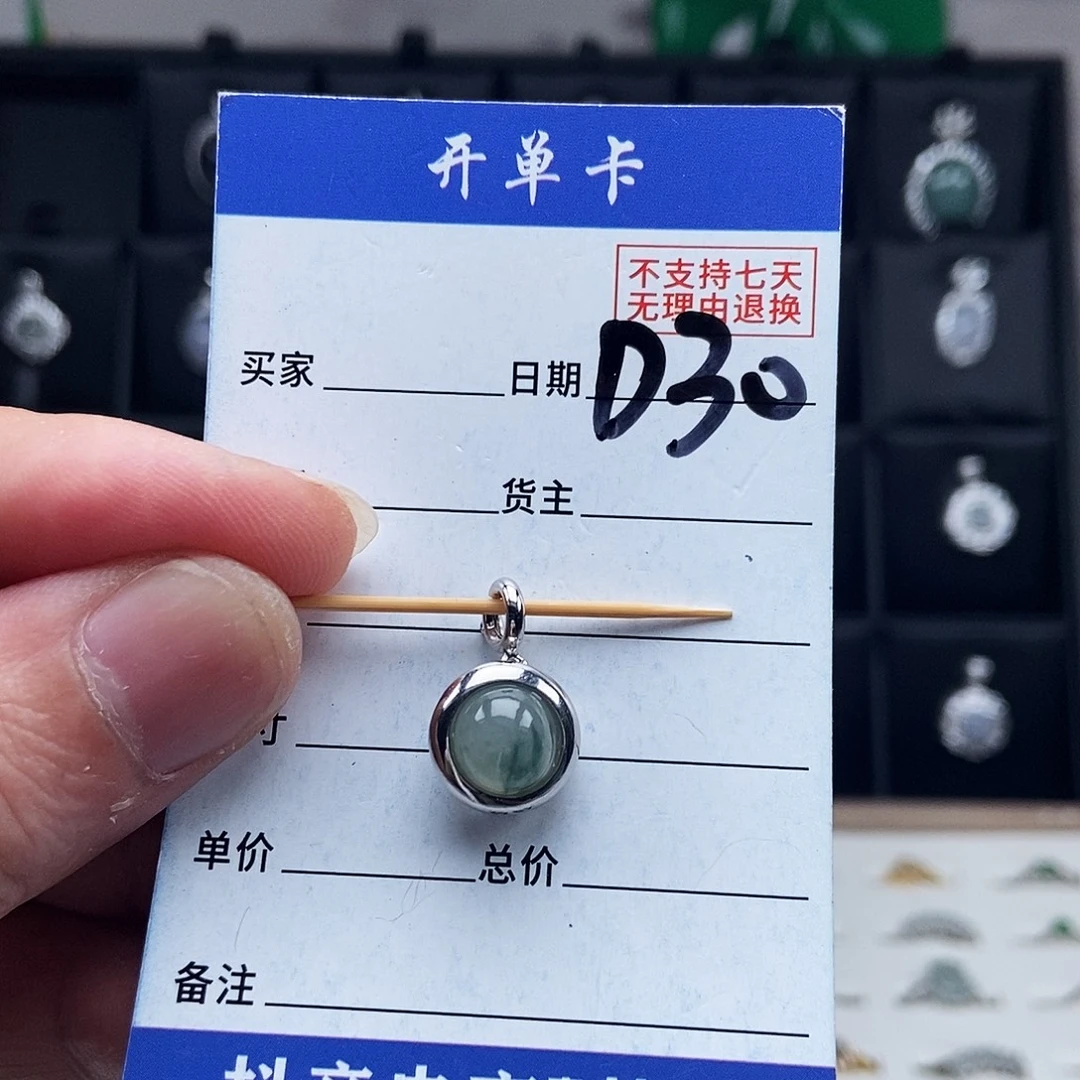 开单卡
不支持七天
无理由退换
买家 日期 D30
货主
寸
单价 总价
备注